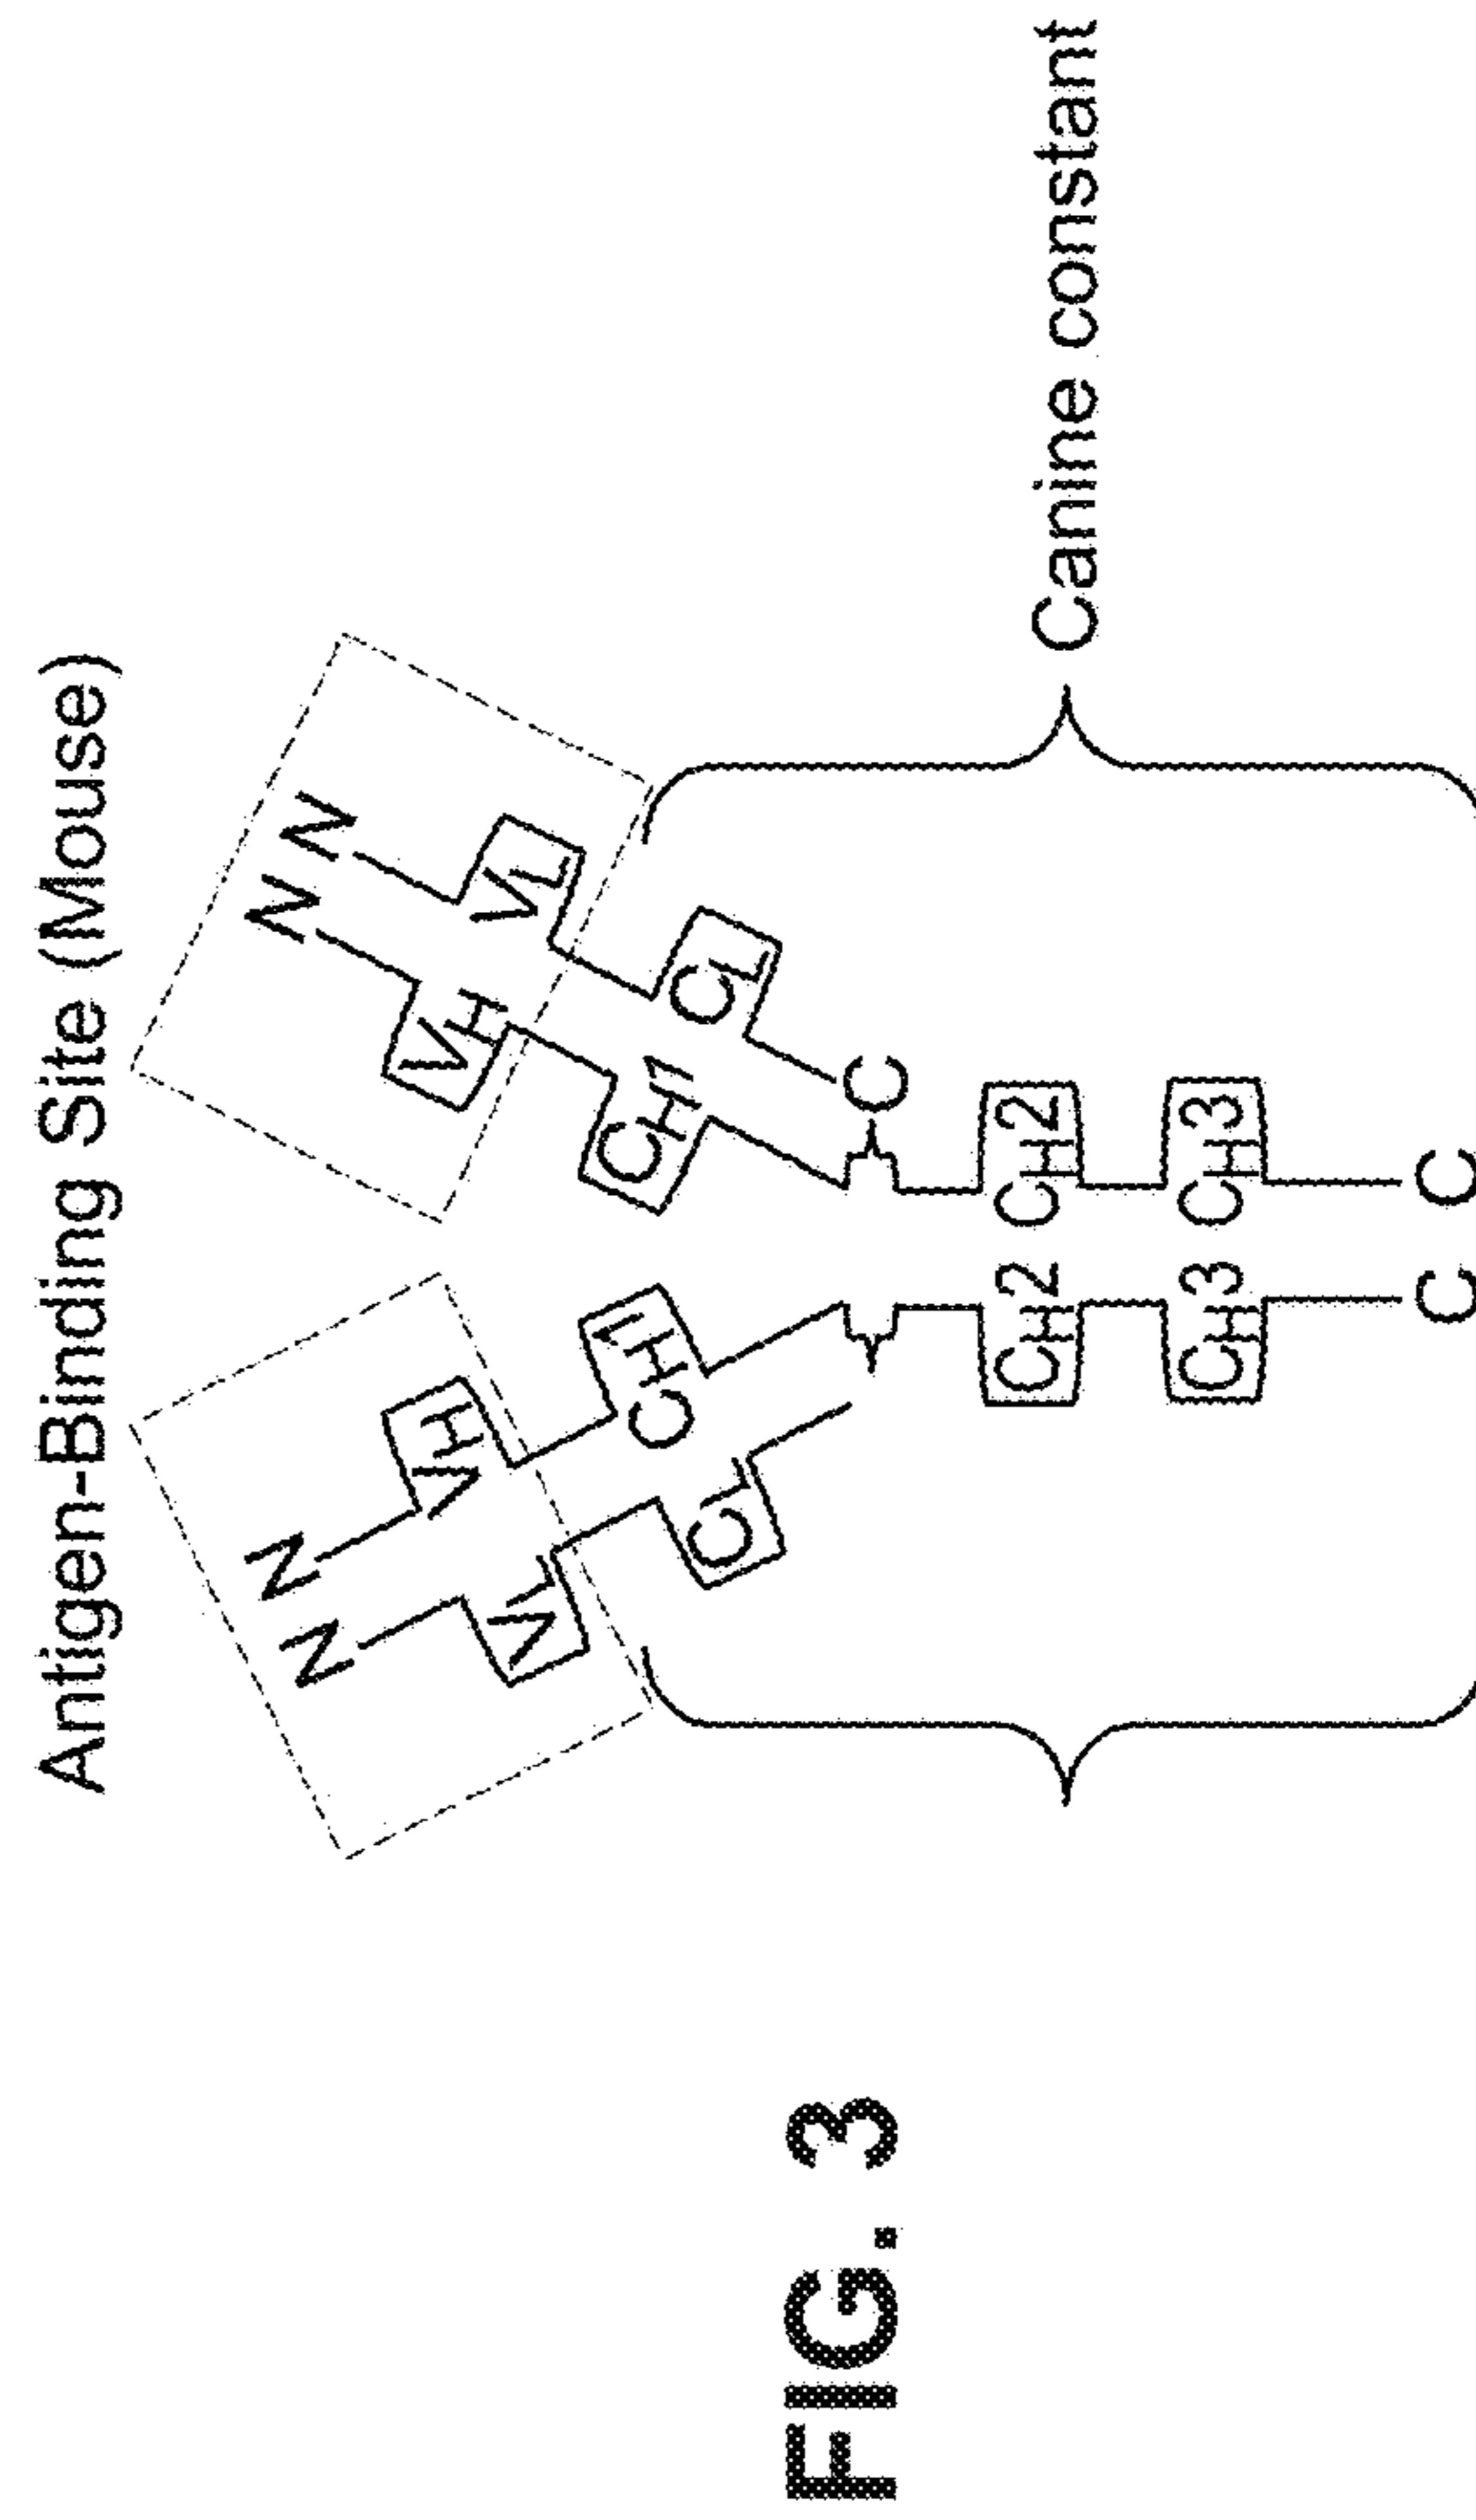 Antigen-Binding Site (Mouse)
N N N N
VL VH VH VL
CL CH1 CH1 CL
C
CH2 CH2
CH3 CH3
C C
Canine constant
FIG. 3